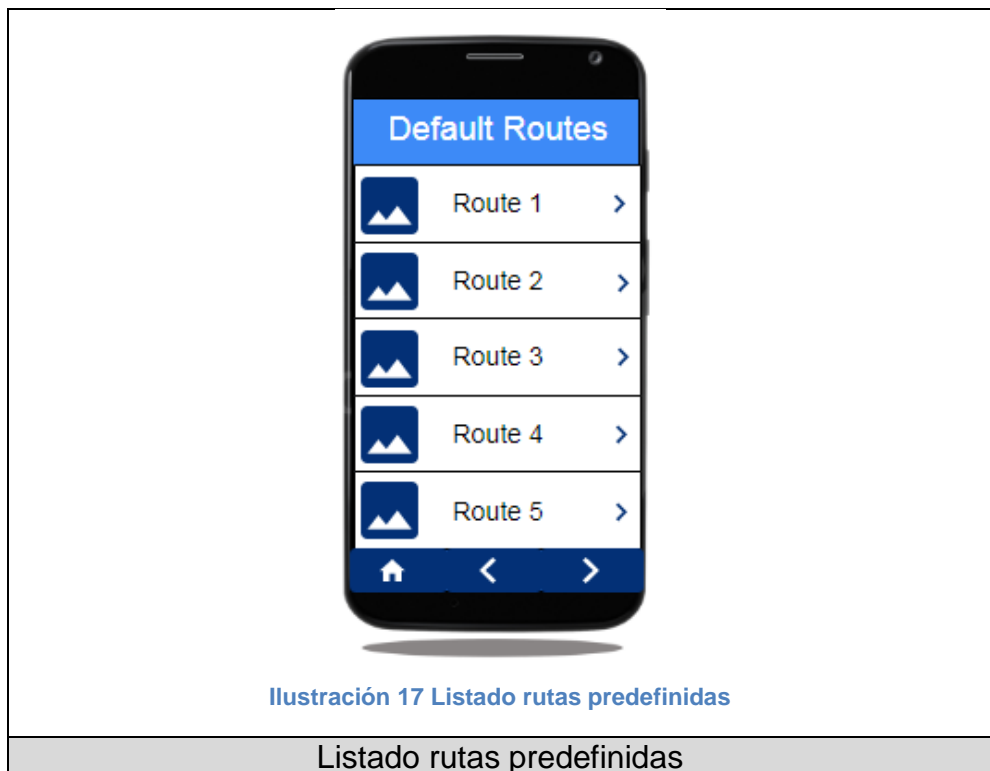 Default Routes
Route 1
Route 2
Route 3
Route 4
Route 5
Ilustración 17 Listado rutas predefinidas
Listado rutas predefinidas